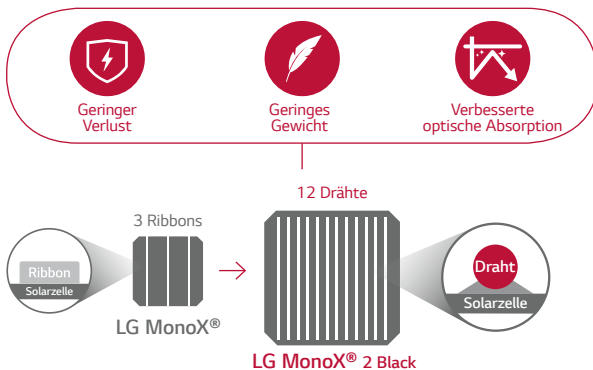 Geringer
Verlust
Geringes
Gewicht
Verbesserte
optische Absorption
12 Drähte
3 Ribbons
Ribbon
Solarzelle
Draht
Solarzelle
LG MonoX®
LG MonoX® 2 Black